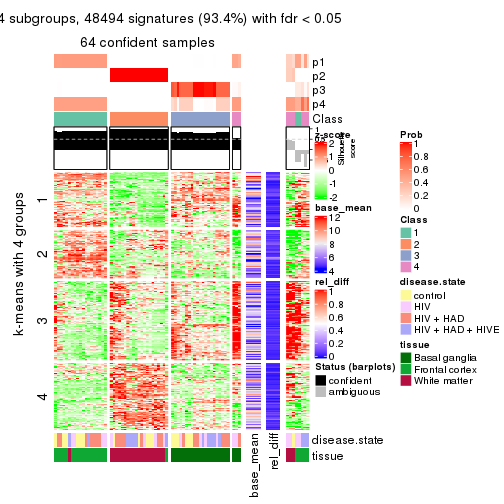 4 subgroups, 48494 signatures (93.4%) with fdr < 0.05
64 confident samples
p1
p2
p3
p4
Class
1
0.5
0
Silhouette
score
k-means with 4 groups
1
2
3
4
z-score
2
1
0
-1
-2
base_mean
12
10
8
6
4
rel_diff
1
0.8
0.6
0.4
0.2
0
Status (barplots)
confident
ambiguous
Prob
1
0.8
0.6
0.4
0.2
0
Class
1
2
3
4
disease.state
control
HIV
HIV + HAD
HIV + HAD + HIVE
tissue
Basal ganglia
Frontal cortex
White matter
disease.state
tissue
base_mean
rel_diff